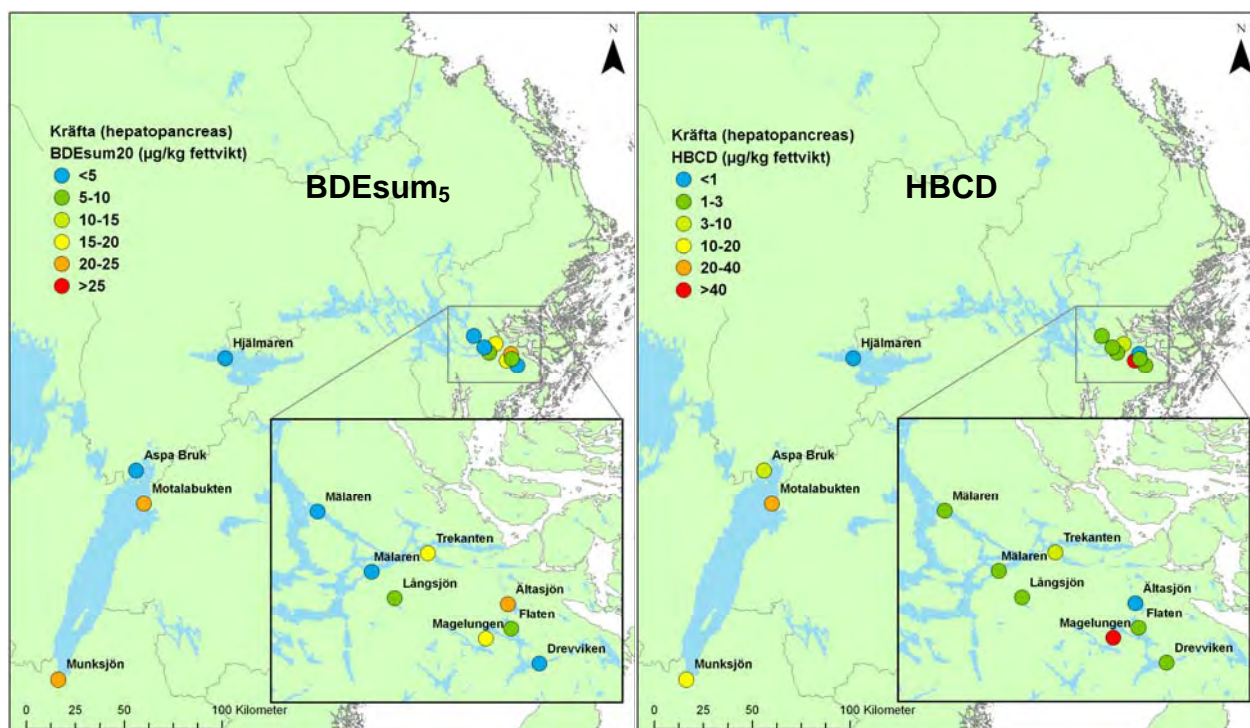 N
Kräfta (hepatopancreas)
BDEsum20 (µg/kg fettvikt)
<5
5-10
10-15
15-20
20-25
>25
BDEsum5
Hjälmaren
Aspa Bruk
Motalabukten
Munksjön
Mälaren
Trekanten
Mälaren
Långsjön
Ältasjön
Flaten
Magelungen
Drevviken
0 25 50 100 Kilometer
N
Kräfta (hepatopancreas)
HBCD (µg/kg fettvikt)
<1
1-3
3-10
10-20
20-40
>40
HBCD
Hjälmaren
Aspa Bruk
Motalabukten
Munksjön
Mälaren
Trekanten
Mälaren
Långsjön
Ältasjön
Flaten
Magelungen
Drevviken
0 25 50 100 Kilometer